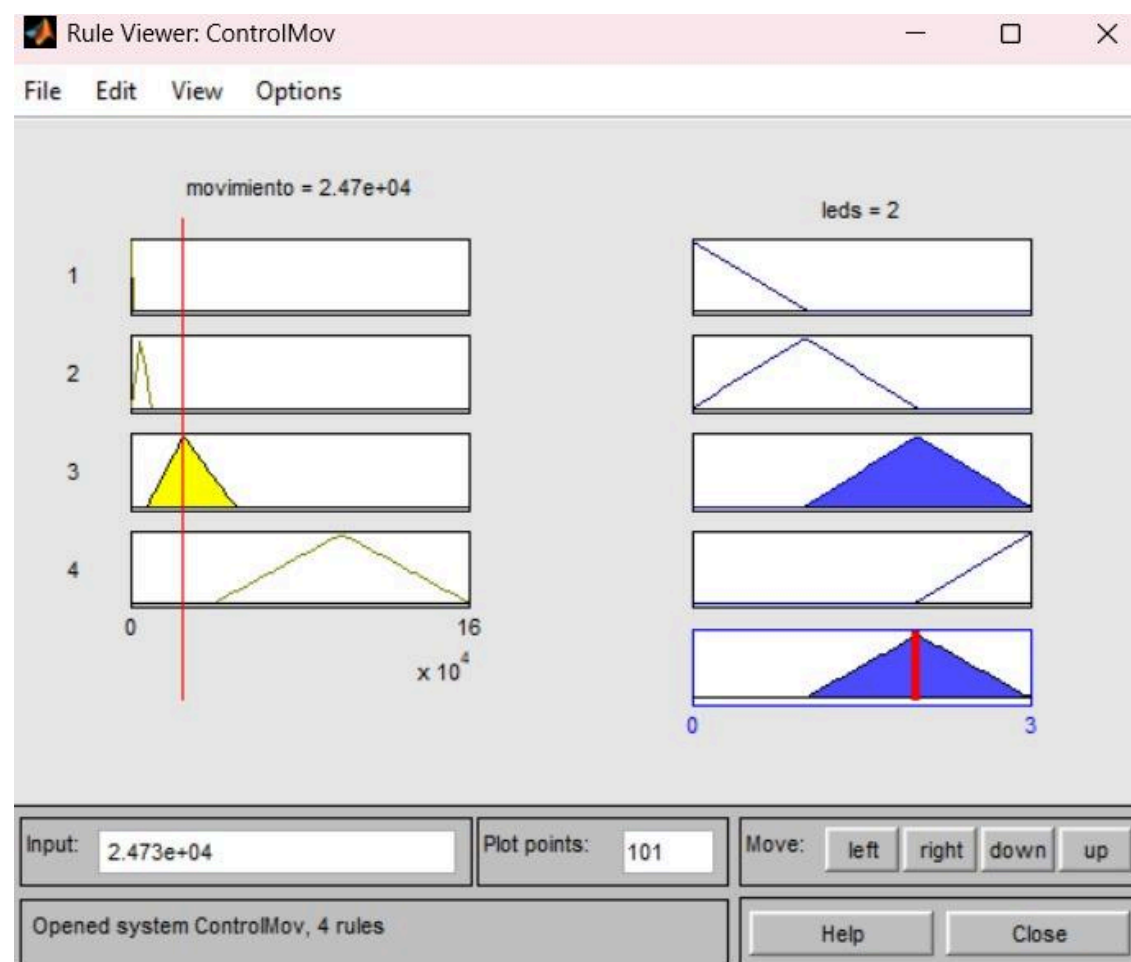 Rule Viewer: ControlMov
File Edit View Options
movimiento = 2.47e+04
leds = 2
1
2
3
4
0 16
x 10^4
0 3
Input: 2.473e+04
Plot points: 101
Move: left right down up
Opened system ControlMov, 4 rules
Help Close